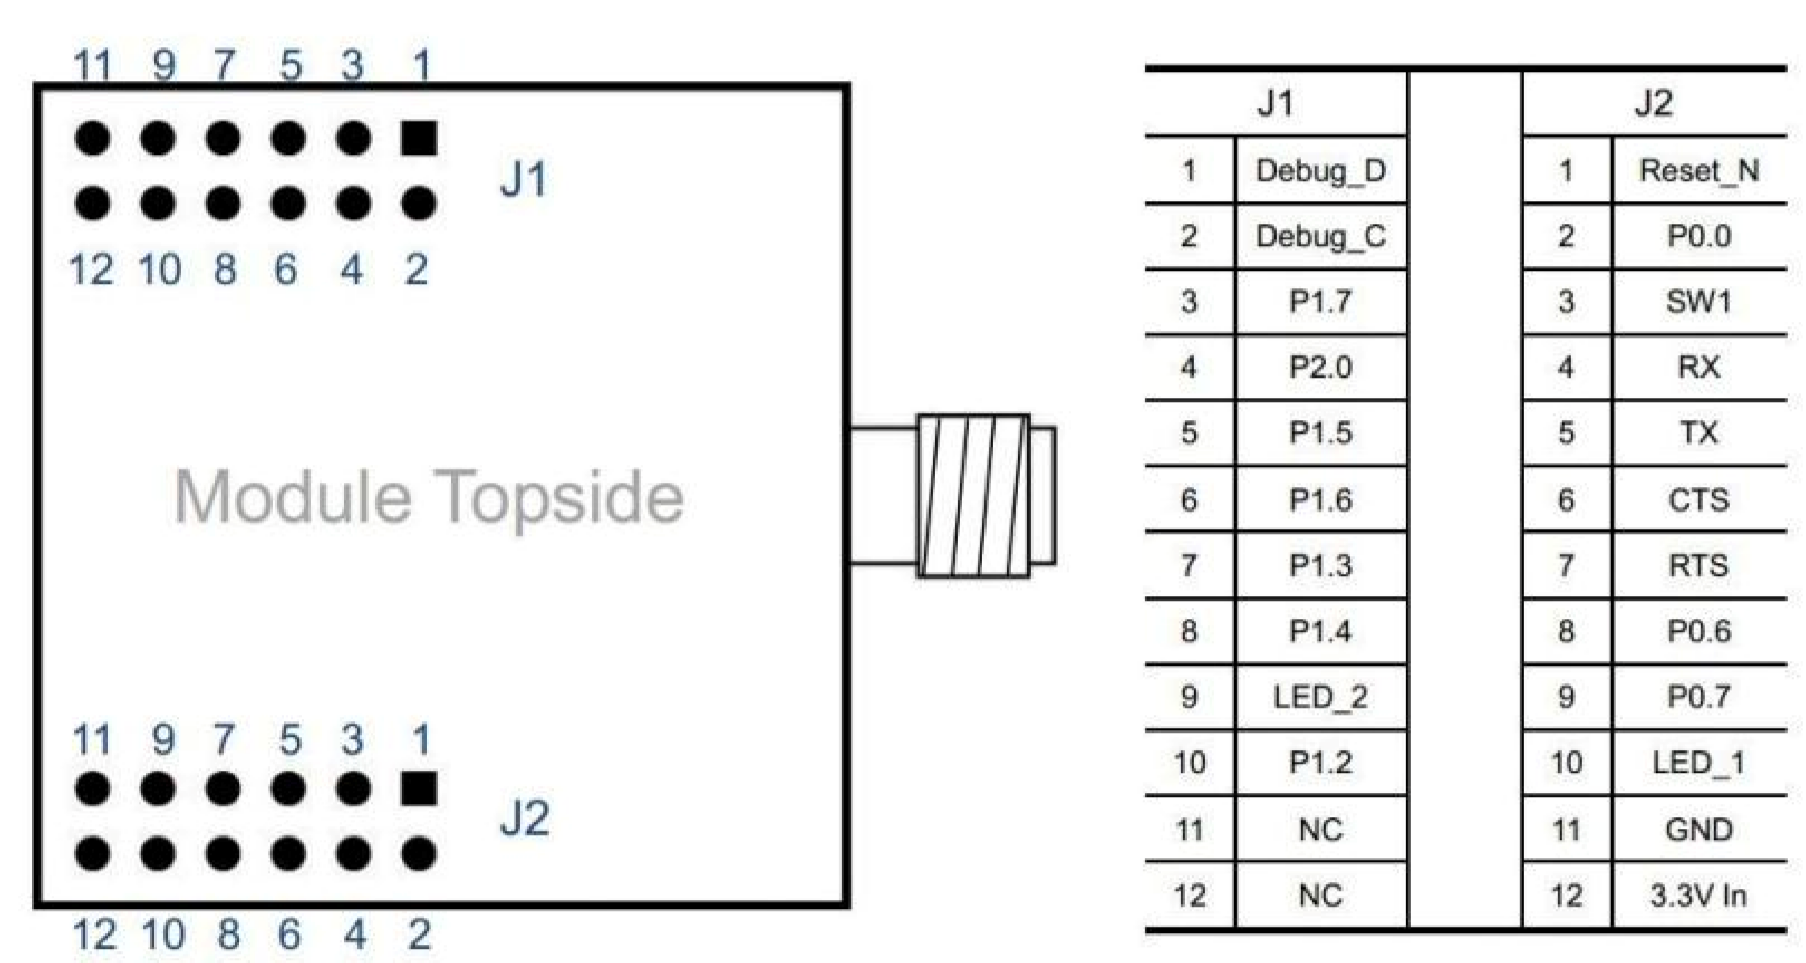 11 9 7 5 3 1
J1
12 10 8 6 4 2
Module Topside
11 9 7 5 3 1
J2
12 10 8 6 4 2
J1 J2
1 Debug_D 1 Reset_N
2 Debug_C 2 P0.0
3 P1.7 3 SW1
4 P2.0 4 RX
5 P1.5 5 TX
6 P1.6 6 CTS
7 P1.3 7 RTS
8 P1.4 8 P0.6
9 LED_2 9 P0.7
10 P1.2 10 LED_1
11 NC 11 GND
12 NC 12 3.3V In